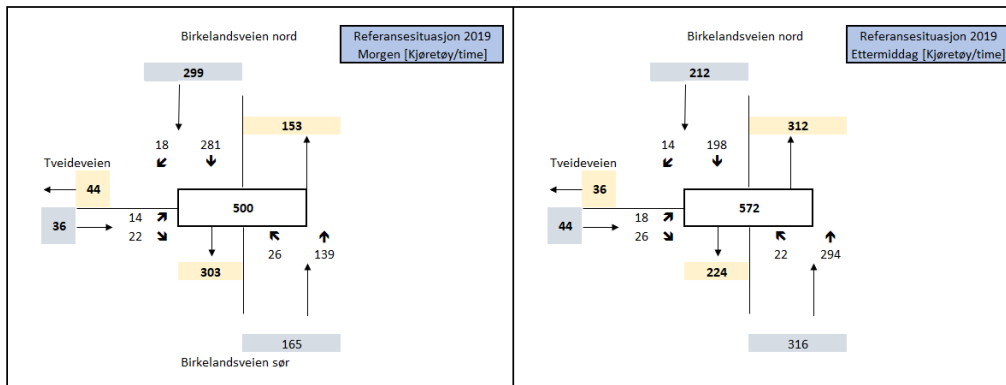 Birkelandsveien nord
Referansesituasjon 2019
Morgen [Kjøretøy/time]
299
153
18 281
Tveideveien
44
500
36
14
22
26 139
303
165
Birkelandsveien sør
Birkelandsveien nord
Referansesituasjon 2019
Ettermiddag [Kjøretøy/time]
212
312
14 198
36
572
44
18
26
22 294
224
316